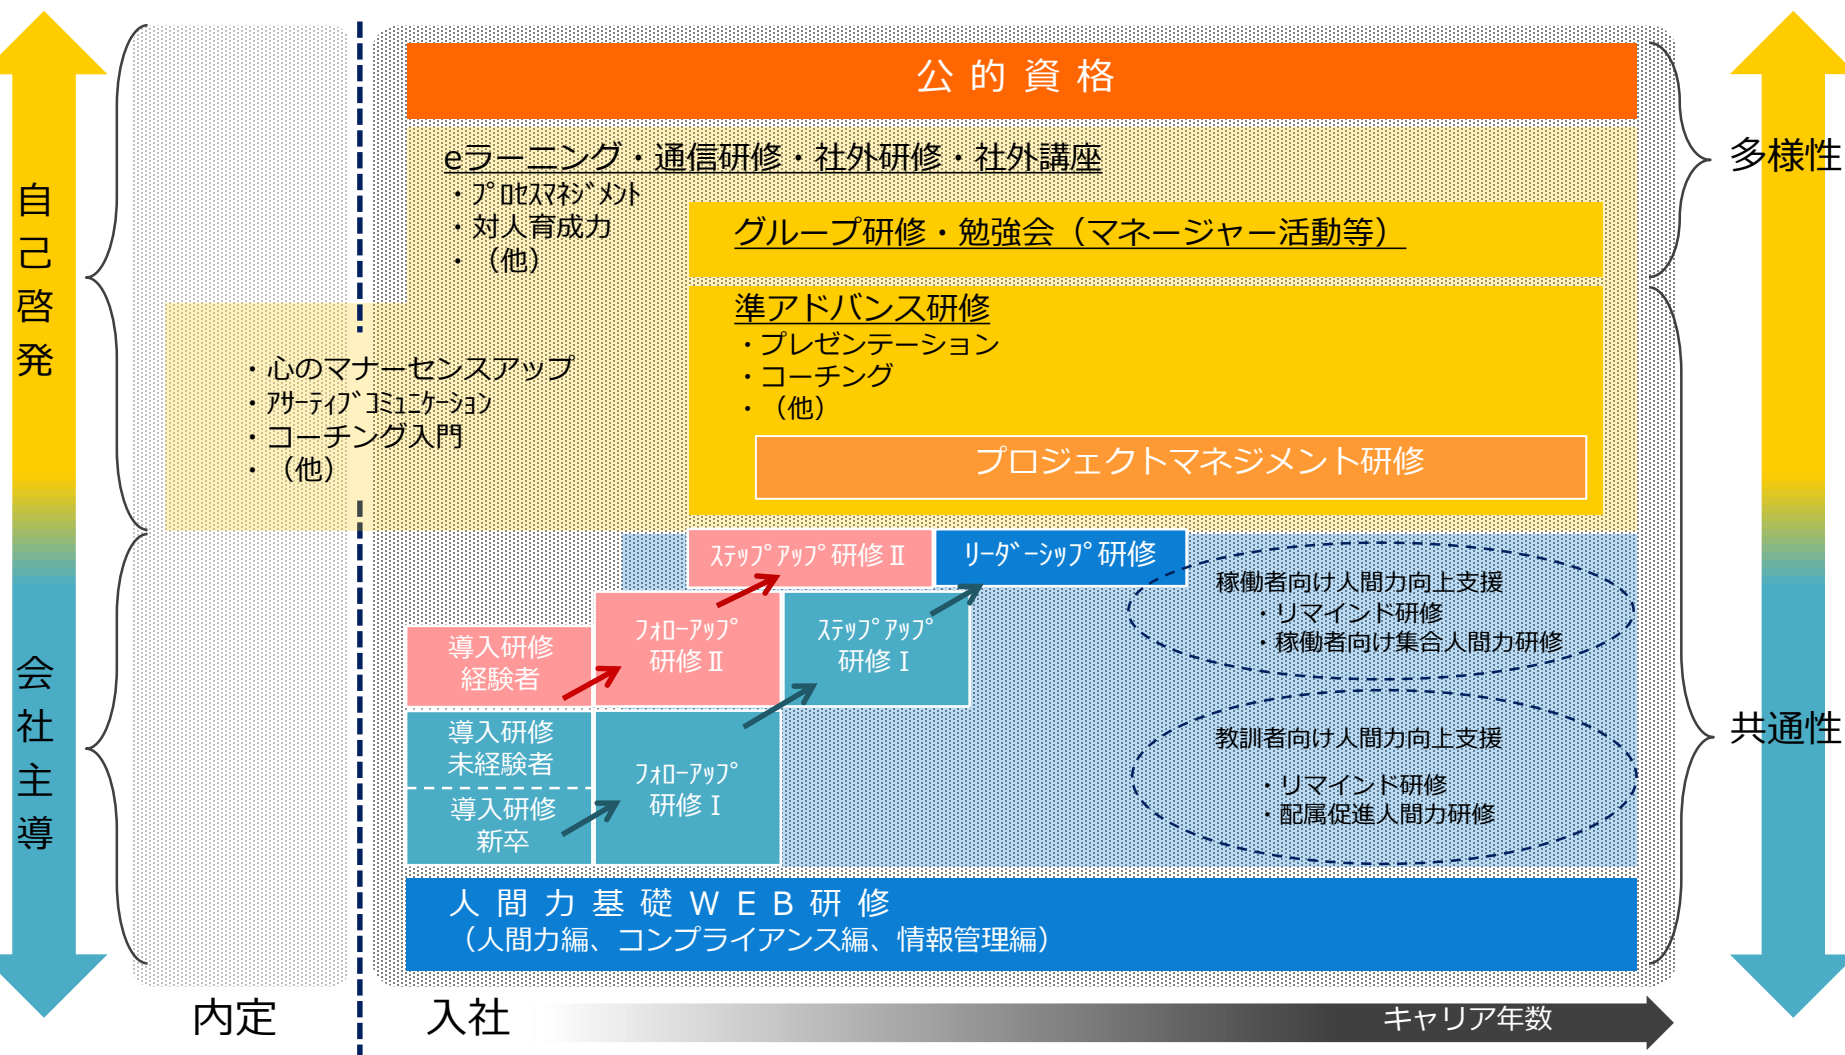 公的資格
eラーニング・通信研修・社外研修・社外講座
・ﾌﾟﾛｾｽﾏﾈｼﾞﾒﾝﾄ
・対人育成力
・（他）
グループ研修・勉強会（マネージャー活動等）
準アドバンス研修
・プレゼンテーション
・コーチング
・（他）
プロジェクトマネジメント研修
・心のマナーセンスアップ
・ｱｻｰﾃｨﾌﾞｺﾐｭﾆｹｰｼｮﾝ
・コーチング入門
・（他）
ｽﾃｯﾌﾟｱｯﾌﾟ研修Ⅱ
ﾘｰﾀﾞｰｼｯﾌﾟ研修
導入研修
経験者
ﾌｫﾛｰｱｯﾌﾟ
研修Ⅱ
ｽﾃｯﾌﾟｱｯﾌﾟ
研修Ⅰ
導入研修
未経験者
導入研修
新卒
ﾌｫﾛｰｱｯﾌﾟ
研修Ⅰ
稼働者向け人間力向上支援
・リマインド研修
・稼働者向け集合人間力研修
教訓者向け人間力向上支援
・リマインド研修
・配属促進人間力研修
人間力基礎ＷＥＢ研修
（人間力編、コンプライアンス編、情報管理編）
自己啓発
会社主導
多様性
共通性
内定
入社
キャリア年数